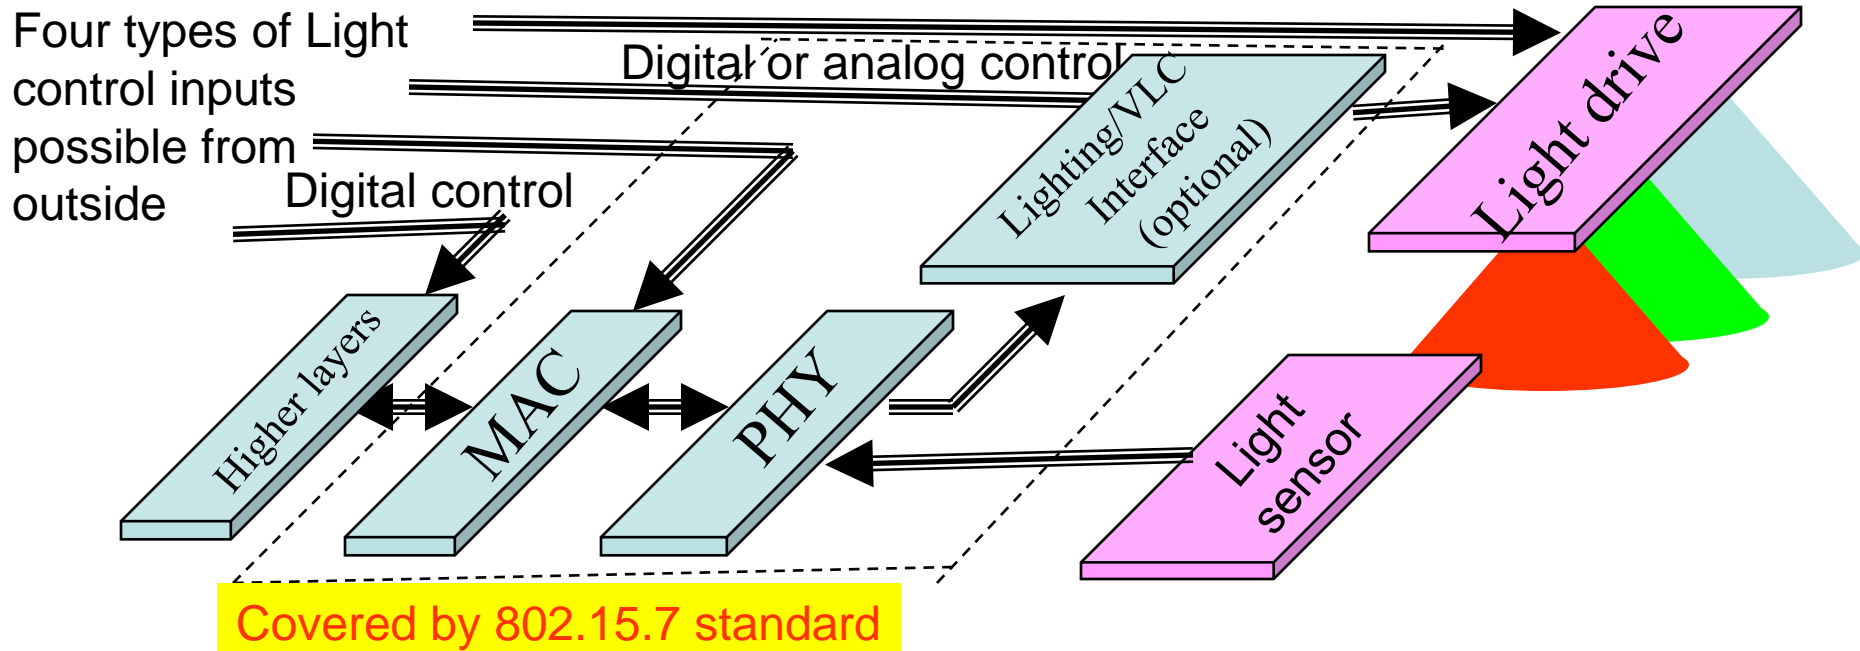 Four types of Light
control inputs
possible from
outside
Digital or analog control
Digital control
Lighting/VLC
Interface
(optional)
Light drive
Higher layers
MAC
PHY
Light
sensor
Covered by 802.15.7 standard